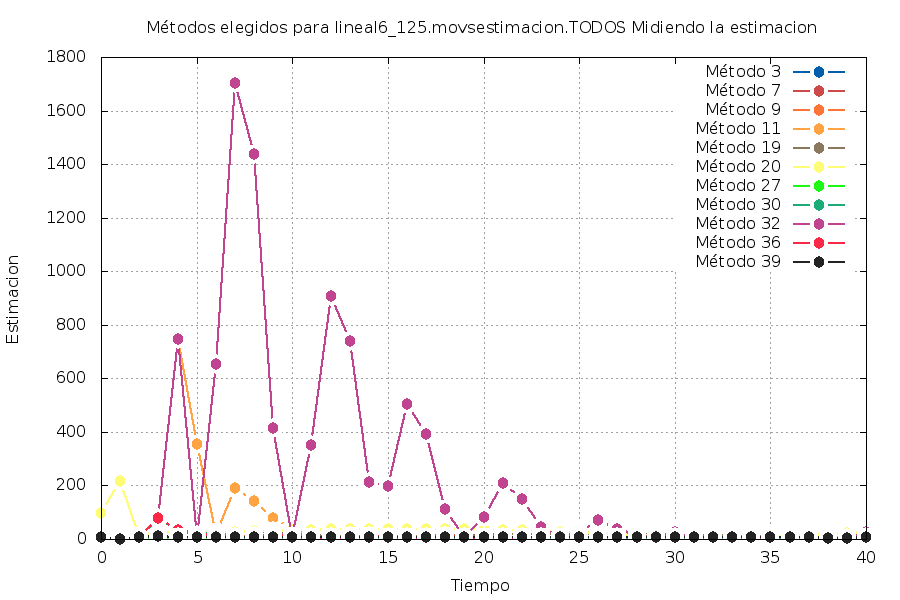 Métodos elegidos para lineal6_125.movsestimacion.TODOS Midiendo la estimacion
1800
1600
1400
1200
1000
800
600
400
200
0
Estimacion
Método 3
Método 7
Método 9
Método 11
Método 19
Método 20
Método 27
Método 30
Método 32
Método 36
Método 39
0 5 10 15 20 25 30 35 40
Tiempo